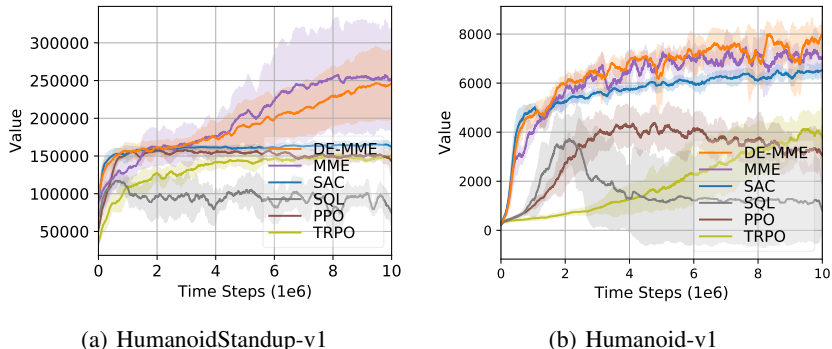 300000
250000
200000
150000
100000
50000
Value
DE-MME
MME
SAC
SQL
PPO
TRPO
0 2 4 6 8 10
Time Steps (1e6)
(a) HumanoidStandup-v1
8000
6000
4000
2000
0
Value
DE-MME
MME
SAC
SQL
PPO
TRPO
0 2 4 6 8 10
Time Steps (1e6)
(b) Humanoid-v1